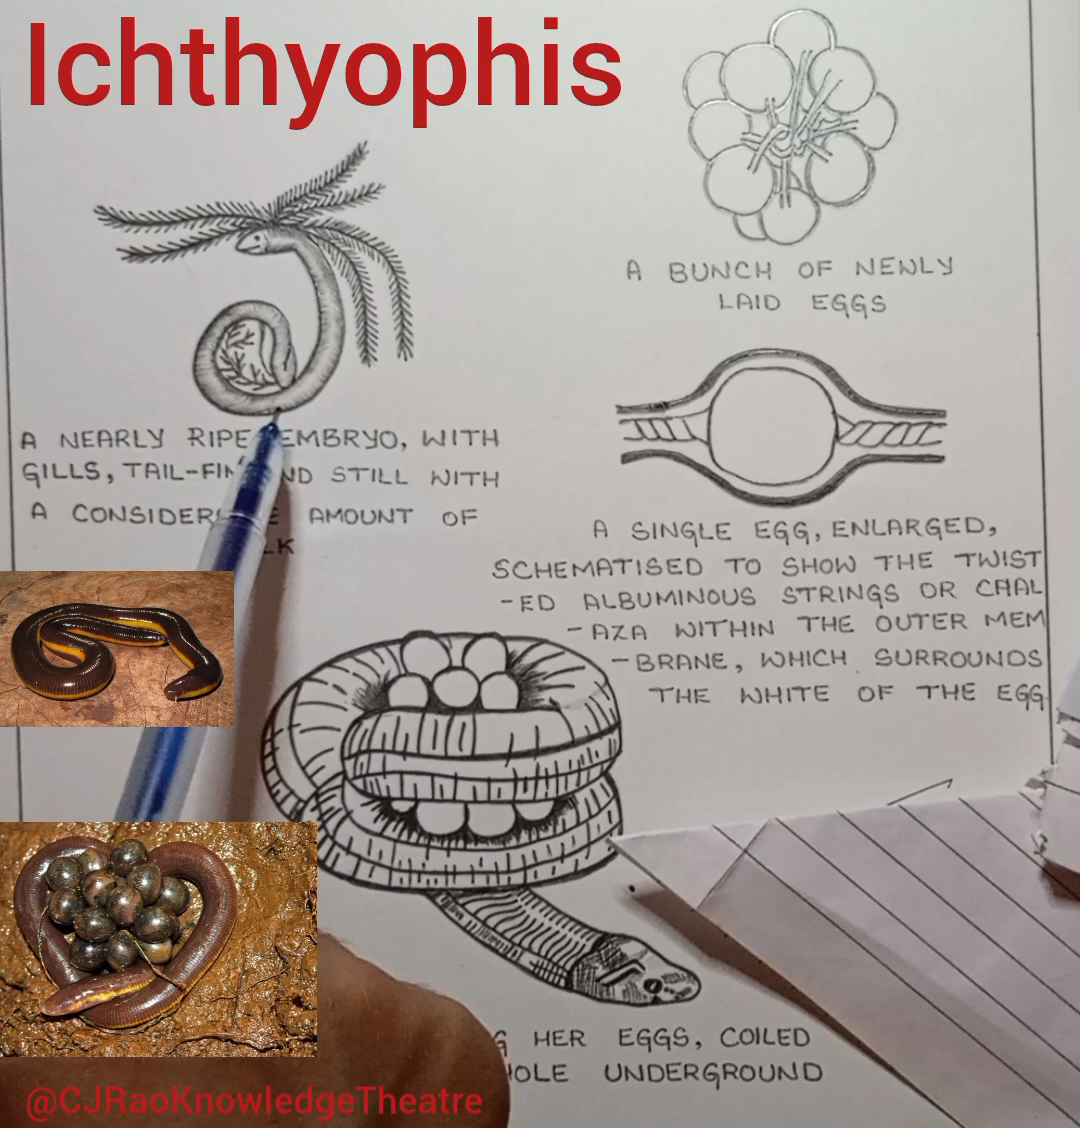 Ichthyophis
A BUNCH OF NEWLY
LAID EGGS
A NEARLY RIPE EMBRYO, WITH
GILLS, TAIL-FIN ND STILL WITH
A CONSIDER E AMOUNT OF
LK
A SINGLE EGG, ENLARGED,
SCHEMATISED TO SHOW THE TWIST
-ED ALBUMINOUS STRINGS OR CHAL
-AZA WITHIN THE OUTER MEM
-BRANE, WHICH SURROUNDS
THE WHITE OF THE EGG
G HER EGGS, COILED
HOLE UNDERGROUND
@CJRaoKnowledgeTheatre